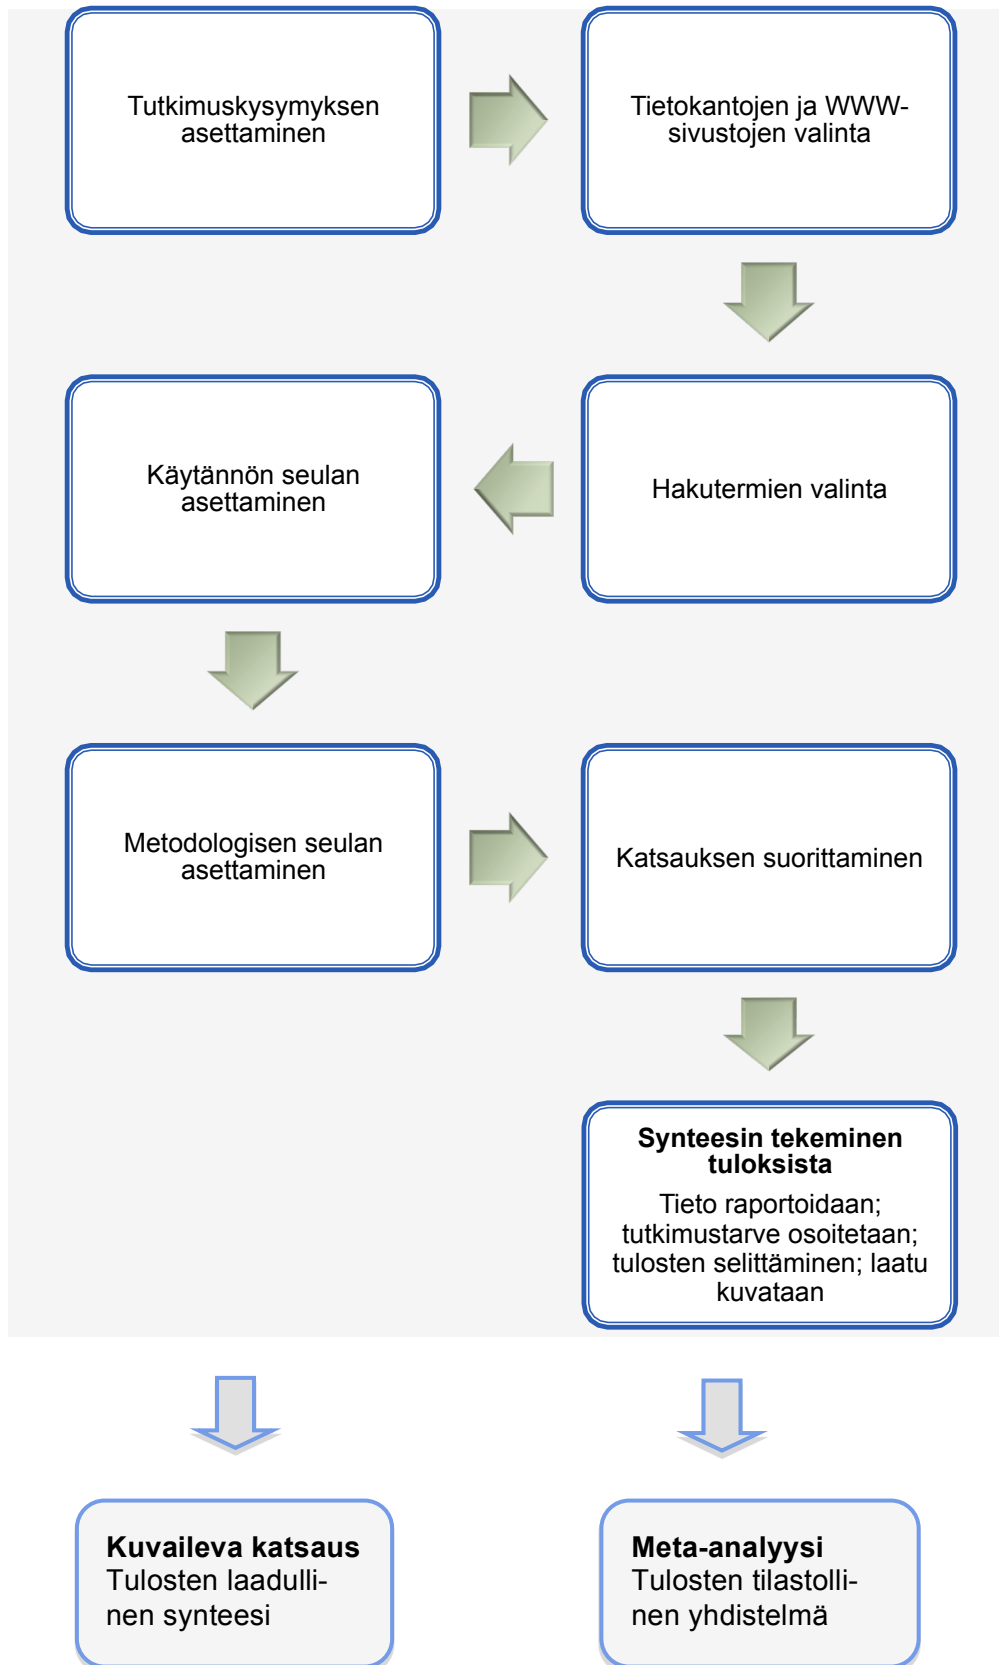 Tutkimuskysymyksen
asettaminen
Tietokantojen ja WWW-
sivustojen valinta
Hakutermien valinta
Käytännön seulan
asettaminen
Metodologisen seulan
asettaminen
Katsauksen suorittaminen
Synteesin tekeminen
tuloksista
Tieto raportoidaan;
tutkimustarve osoitetaan;
tulosten selittäminen; laatu
kuvataan
Kuvaileva katsaus
Tulosten laadulli-
nen synteesi
Meta-analyysi
Tulosten tilastolli-
nen yhdistelmä